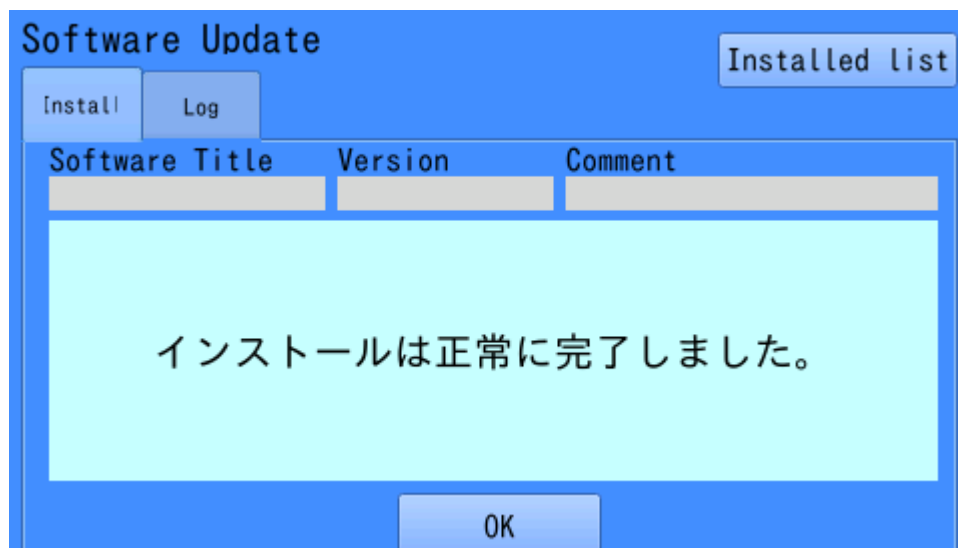 Software Update
Installed list
Install
Log
Software Title
Version
Comment
インストールは正常に完了しました。
OK